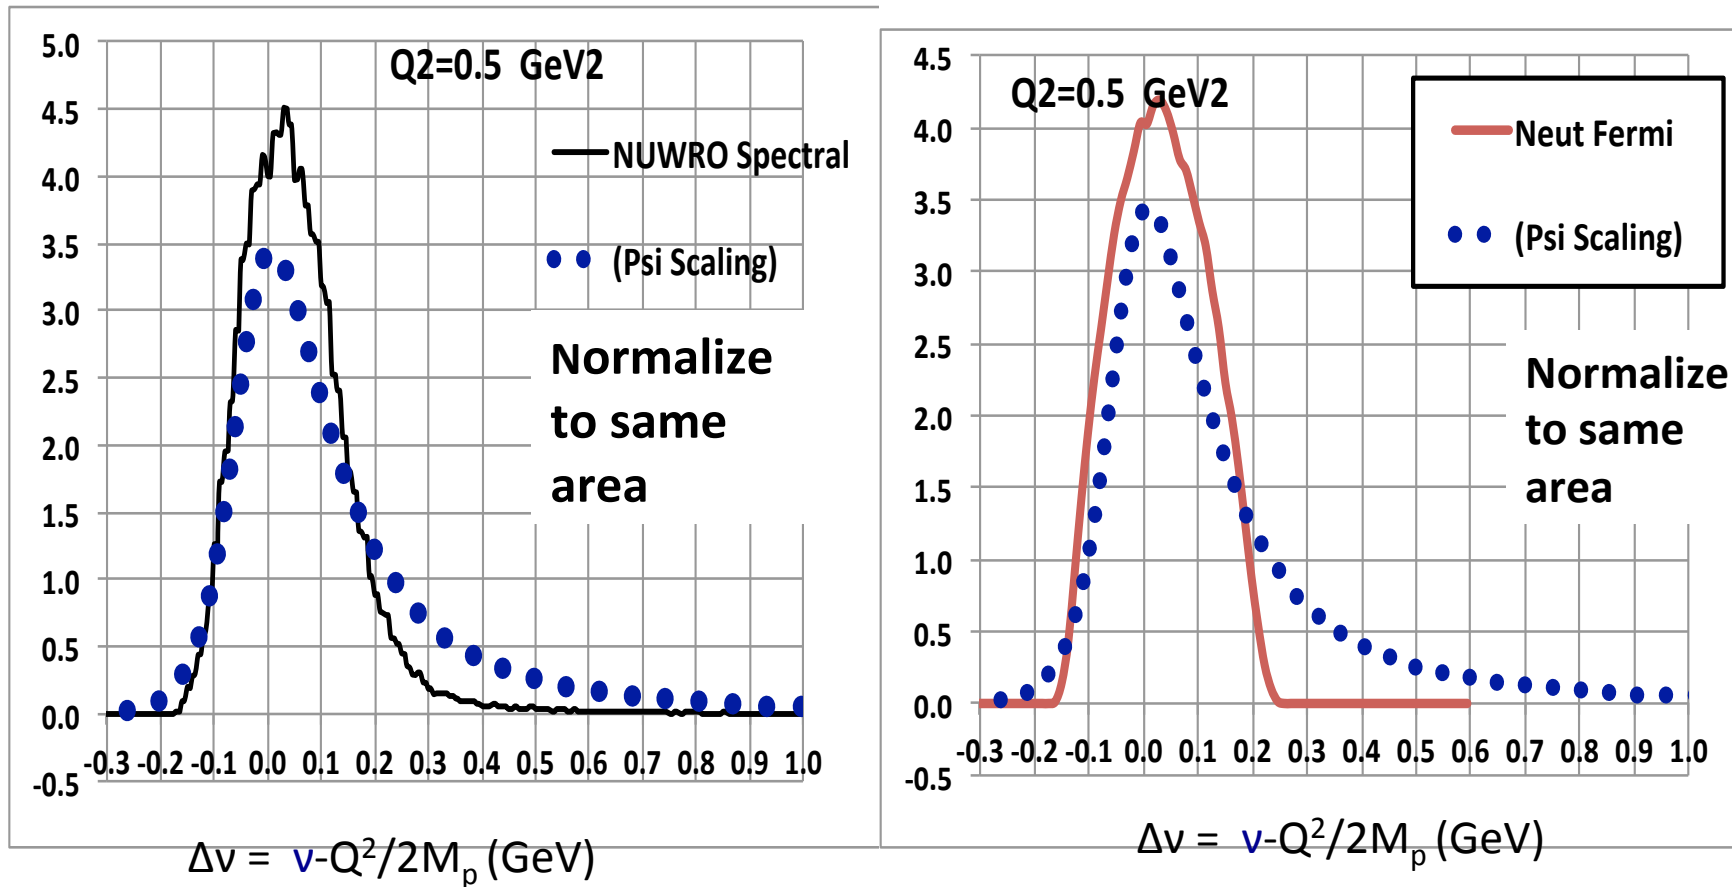 5.0
4.5
4.0
3.5
3.0
2.5
2.0
1.5
1.0
0.5
0.0
-0.5
Q2=0.5 GeV2
NUWRO Spectral
(Psi Scaling)
Normalize
to same
area
-0.3 -0.2 -0.1 0.0 0.1 0.2 0.3 0.4 0.5 0.6 0.7 0.8 0.9 1.0
Δν = ν-Q²/2Mₚ (GeV)
4.5
4.0
3.5
3.0
2.5
2.0
1.5
1.0
0.5
0.0
-0.5
Q2=0.5 GeV2
Neut Fermi
(Psi Scaling)
Normalize
to same
area
-0.3 -0.2 -0.1 0.0 0.1 0.2 0.3 0.4 0.5 0.6 0.7 0.8 0.9 1.0
Δν = ν-Q²/2Mₚ (GeV)